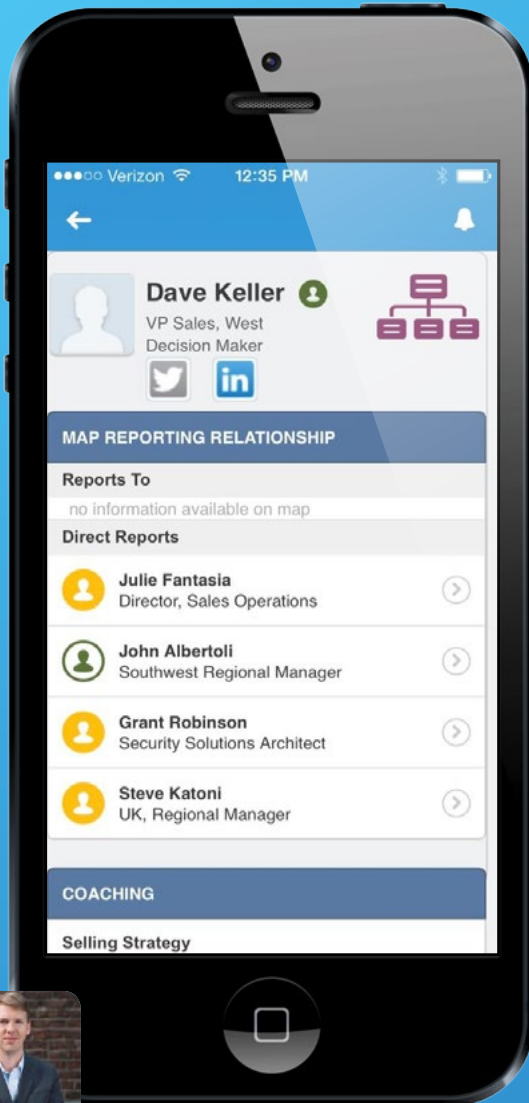 Verizon 12:35 PM
Dave Keller
VP Sales, West
Decision Maker
in
MAP REPORTING RELATIONSHIP
Reports To
no information available on map
Direct Reports
Julie Fantasia
Director, Sales Operations
John Albertoli
Southwest Regional Manager
Grant Robinson
Security Solutions Architect
Steve Katoni
UK, Regional Manager
COACHING
Selling Strategy